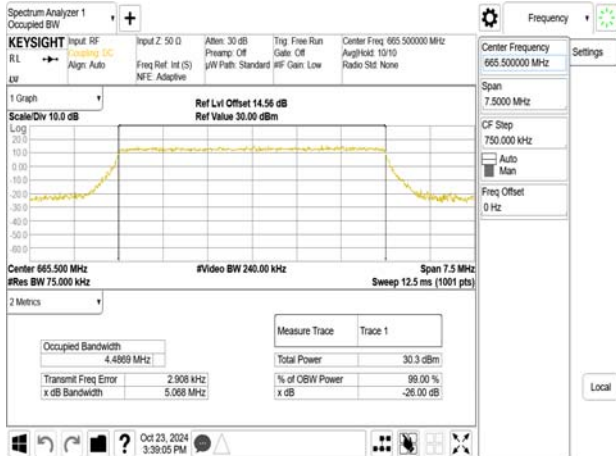 Spectrum Analyzer 1
Occupied BW
+
Frequency
KEYSIGHT
RL
Input: RF
Coupling: DC
Align: Auto
Input Z: 50 Ω
Freq Ref: Int (S)
NFE: Adaptive
Atten: 30 dB
Preamp: Off
µW Path: Standard
Trig: Free Run
Gate: Off
#IF Gain: Low
Center Freq: 665.500000 MHz
Avg|Hold: 10/10
Radio Std: None
Center Frequency
665.500000 MHz
Settings
Span
7.5000 MHz
CF Step
750.000 kHz
Auto
Man
Freq Offset
0 Hz
Local
1 Graph
Scale/Div 10.0 dB
Ref Lvl Offset 14.56 dB
Ref Value 30.00 dBm
Log
20.0
10.0
0.00
-10.0
-20.0
-30.0
-40.0
-50.0
-60.0
Center 665.500 MHz
#Res BW 75.000 kHz
#Video BW 240.00 kHz
Span 7.5 MHz
Sweep 12.5 ms (1001 pts)
2 Metrics
Measure Trace
Trace 1
Occupied Bandwidth
4.4869 MHz
Total Power
30.3 dBm
Transmit Freq Error
2.908 kHz
% of OBW Power
99.00 %
x dB Bandwidth
5.068 MHz
x dB
-26.00 dB
?
Oct 23, 2024
3:39:05 PM